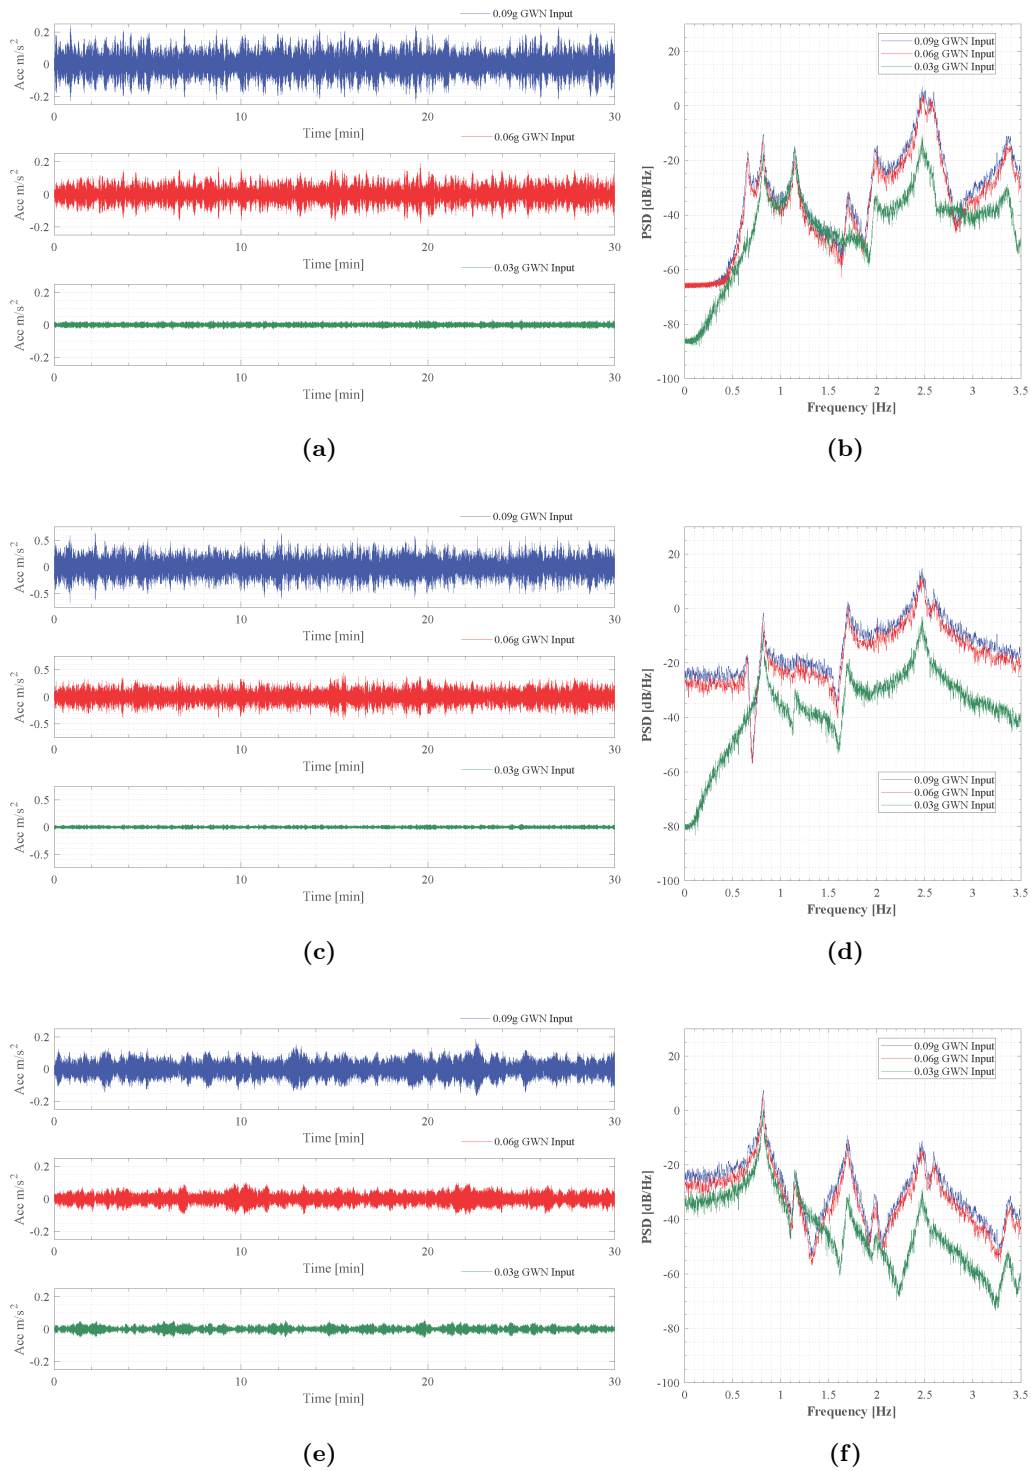 0.09g GWN Input
Acc m/s²
0.2
0
-0.2
0 10 20 30
Time [min]
0.06g GWN Input
Acc m/s²
0.2
0
-0.2
0 10 20 30
Time [min]
0.03g GWN Input
Acc m/s²
0.2
0
-0.2
0 10 20 30
Time [min]
(a)
PSD [dB/Hz]
20
0
-20
-40
-60
-80
-100
0.09g GWN Input
0.06g GWN Input
0.03g GWN Input
0 0.5 1 1.5 2 2.5 3 3.5
Frequency [Hz]
(b)
0.09g GWN Input
Acc m/s²
0.5
0
-0.5
0 10 20 30
Time [min]
0.06g GWN Input
Acc m/s²
0.5
0
-0.5
0 10 20 30
Time [min]
0.03g GWN Input
Acc m/s²
0.5
0
-0.5
0 10 20 30
Time [min]
(c)
PSD [dB/Hz]
20
0
-20
-40
-60
-80
-100
0.09g GWN Input
0.06g GWN Input
0.03g GWN Input
0 0.5 1 1.5 2 2.5 3 3.5
Frequency [Hz]
(d)
0.09g GWN Input
Acc m/s²
0.2
0
-0.2
0 10 20 30
Time [min]
0.06g GWN Input
Acc m/s²
0.2
0
-0.2
0 10 20 30
Time [min]
0.03g GWN Input
Acc m/s²
0.2
0
-0.2
0 10 20 30
Time [min]
(e)
PSD [dB/Hz]
20
0
-20
-40
-60
-80
-100
0.09g GWN Input
0.06g GWN Input
0.03g GWN Input
0 0.5 1 1.5 2 2.5 3 3.5
Frequency [Hz]
(f)